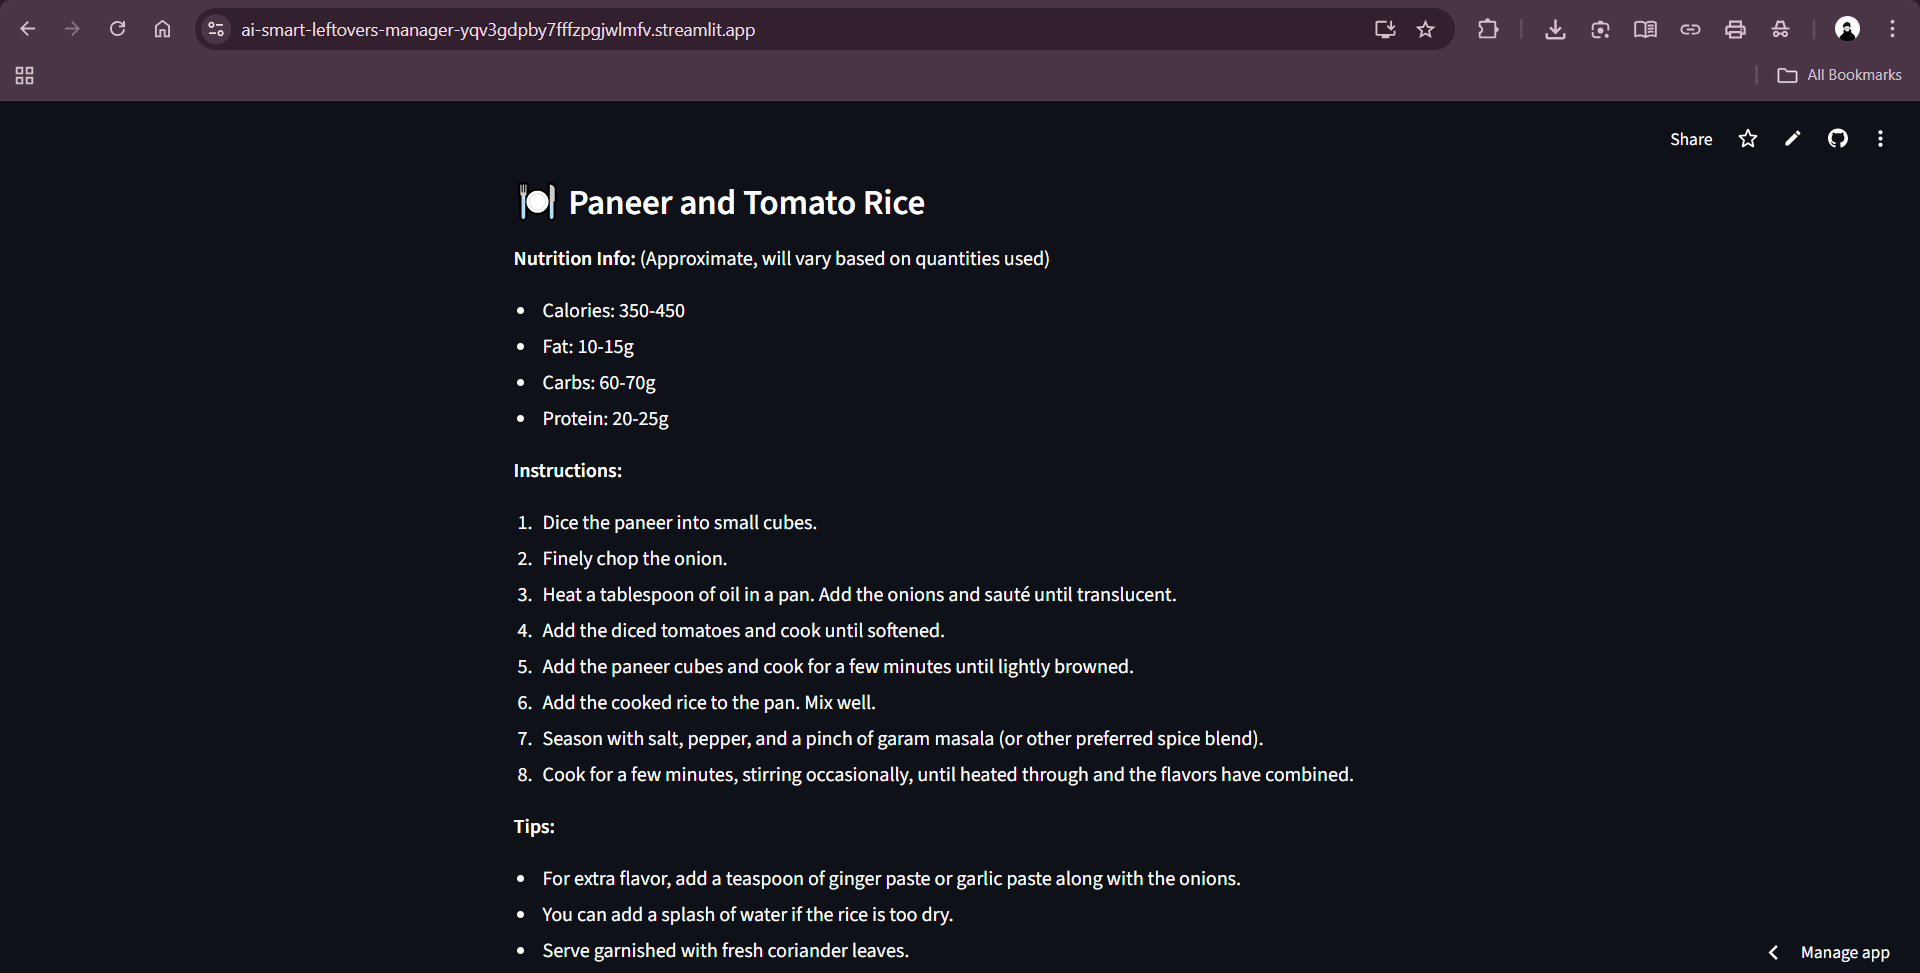 ai-smart-leftovers-manager-yqv3gdpby7fffzpgjwlmfv.streamlit.app
All Bookmarks
Share
Paneer and Tomato Rice
Nutrition Info: (Approximate, will vary based on quantities used)
• Calories: 350-450
• Fat: 10-15g
• Carbs: 60-70g
• Protein: 20-25g
Instructions:
1. Dice the paneer into small cubes.
2. Finely chop the onion.
3. Heat a tablespoon of oil in a pan. Add the onions and sauté until translucent.
4. Add the diced tomatoes and cook until softened.
5. Add the paneer cubes and cook for a few minutes until lightly browned.
6. Add the cooked rice to the pan. Mix well.
7. Season with salt, pepper, and a pinch of garam masala (or other preferred spice blend).
8. Cook for a few minutes, stirring occasionally, until heated through and the flavors have combined.
Tips:
• For extra flavor, add a teaspoon of ginger paste or garlic paste along with the onions.
• You can add a splash of water if the rice is too dry.
• Serve garnished with fresh coriander leaves.
Manage app